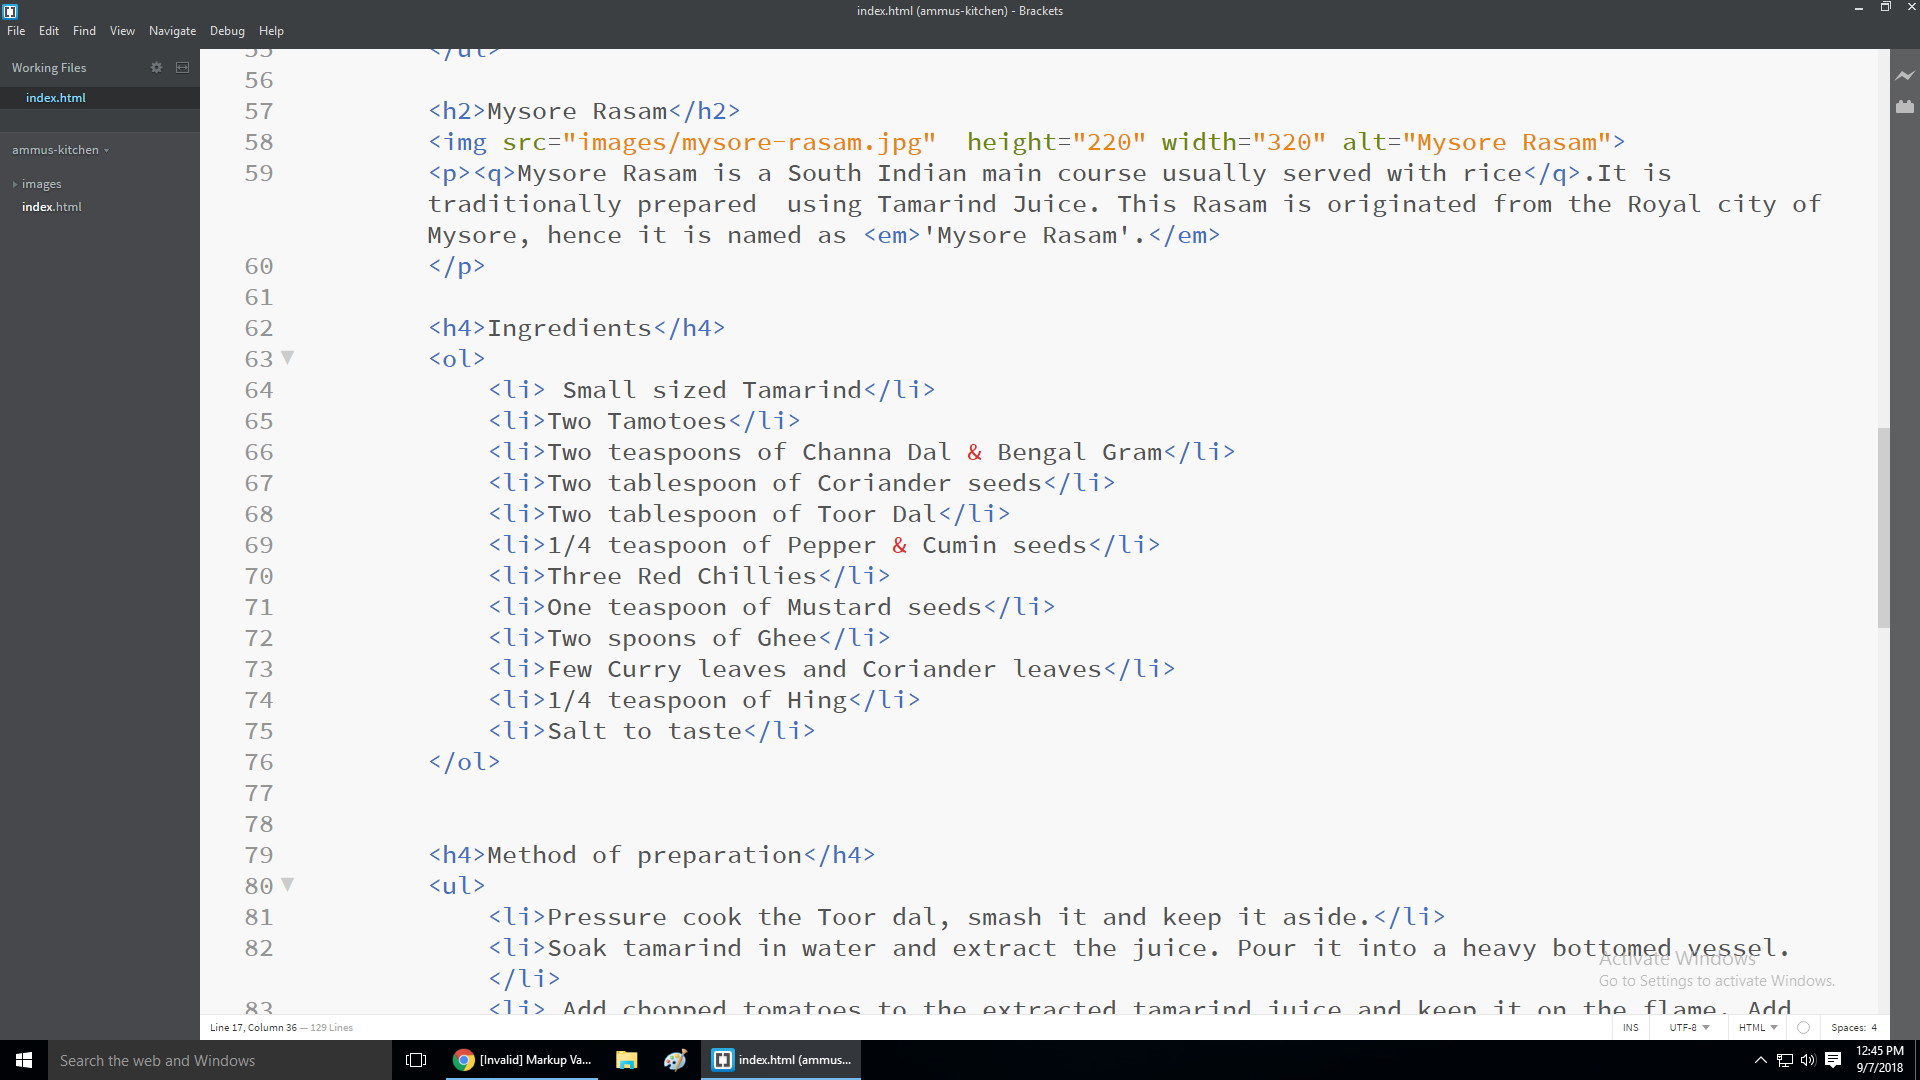 index.html (ammus-kitchen) - Brackets
File Edit Find View Navigate Debug Help
Working Files
index.html
ammus-kitchen
images
index.html
55 </ul>
56
57 <h2>Mysore Rasam</h2>
58 <img src="images/mysore-rasam.jpg"  height="220" width="320" alt="Mysore Rasam">
59 <p><q>Mysore Rasam is a South Indian main course usually served with rice</q>.It is
traditionally prepared  using Tamarind Juice. This Rasam is originated from the Royal city of
Mysore, hence it is named as <em>'Mysore Rasam'.</em>
60 </p>
61
62 <h4>Ingredients</h4>
63 <ol>
64 <li> Small sized Tamarind</li>
65 <li>Two Tamotoes</li>
66 <li>Two teaspoons of Channa Dal & Bengal Gram</li>
67 <li>Two tablespoon of Coriander seeds</li>
68 <li>Two tablespoon of Toor Dal</li>
69 <li>1/4 teaspoon of Pepper & Cumin seeds</li>
70 <li>Three Red Chillies</li>
71 <li>One teaspoon of Mustard seeds</li>
72 <li>Two spoons of Ghee</li>
73 <li>Few Curry leaves and Coriander leaves</li>
74 <li>1/4 teaspoon of Hing</li>
75 <li>Salt to taste</li>
76 </ol>
77
78
79 <h4>Method of preparation</h4>
80 <ul>
81 <li>Pressure cook the Toor dal, smash it and keep it aside.</li>
82 <li>Soak tamarind in water and extract the juice. Pour it into a heavy bottomed vessel.
</li>
83 <li> Add chopped tomatoes to the extracted tamarind juice and keep it on the flame. Add
Activate Windows
Go to Settings to activate Windows.
Line 17, Column 36 — 129 Lines
INS UTF-8 HTML Spaces: 4
Search the web and Windows
[Invalid] Markup Va...
index.html (ammus...
12:45 PM
9/7/2018